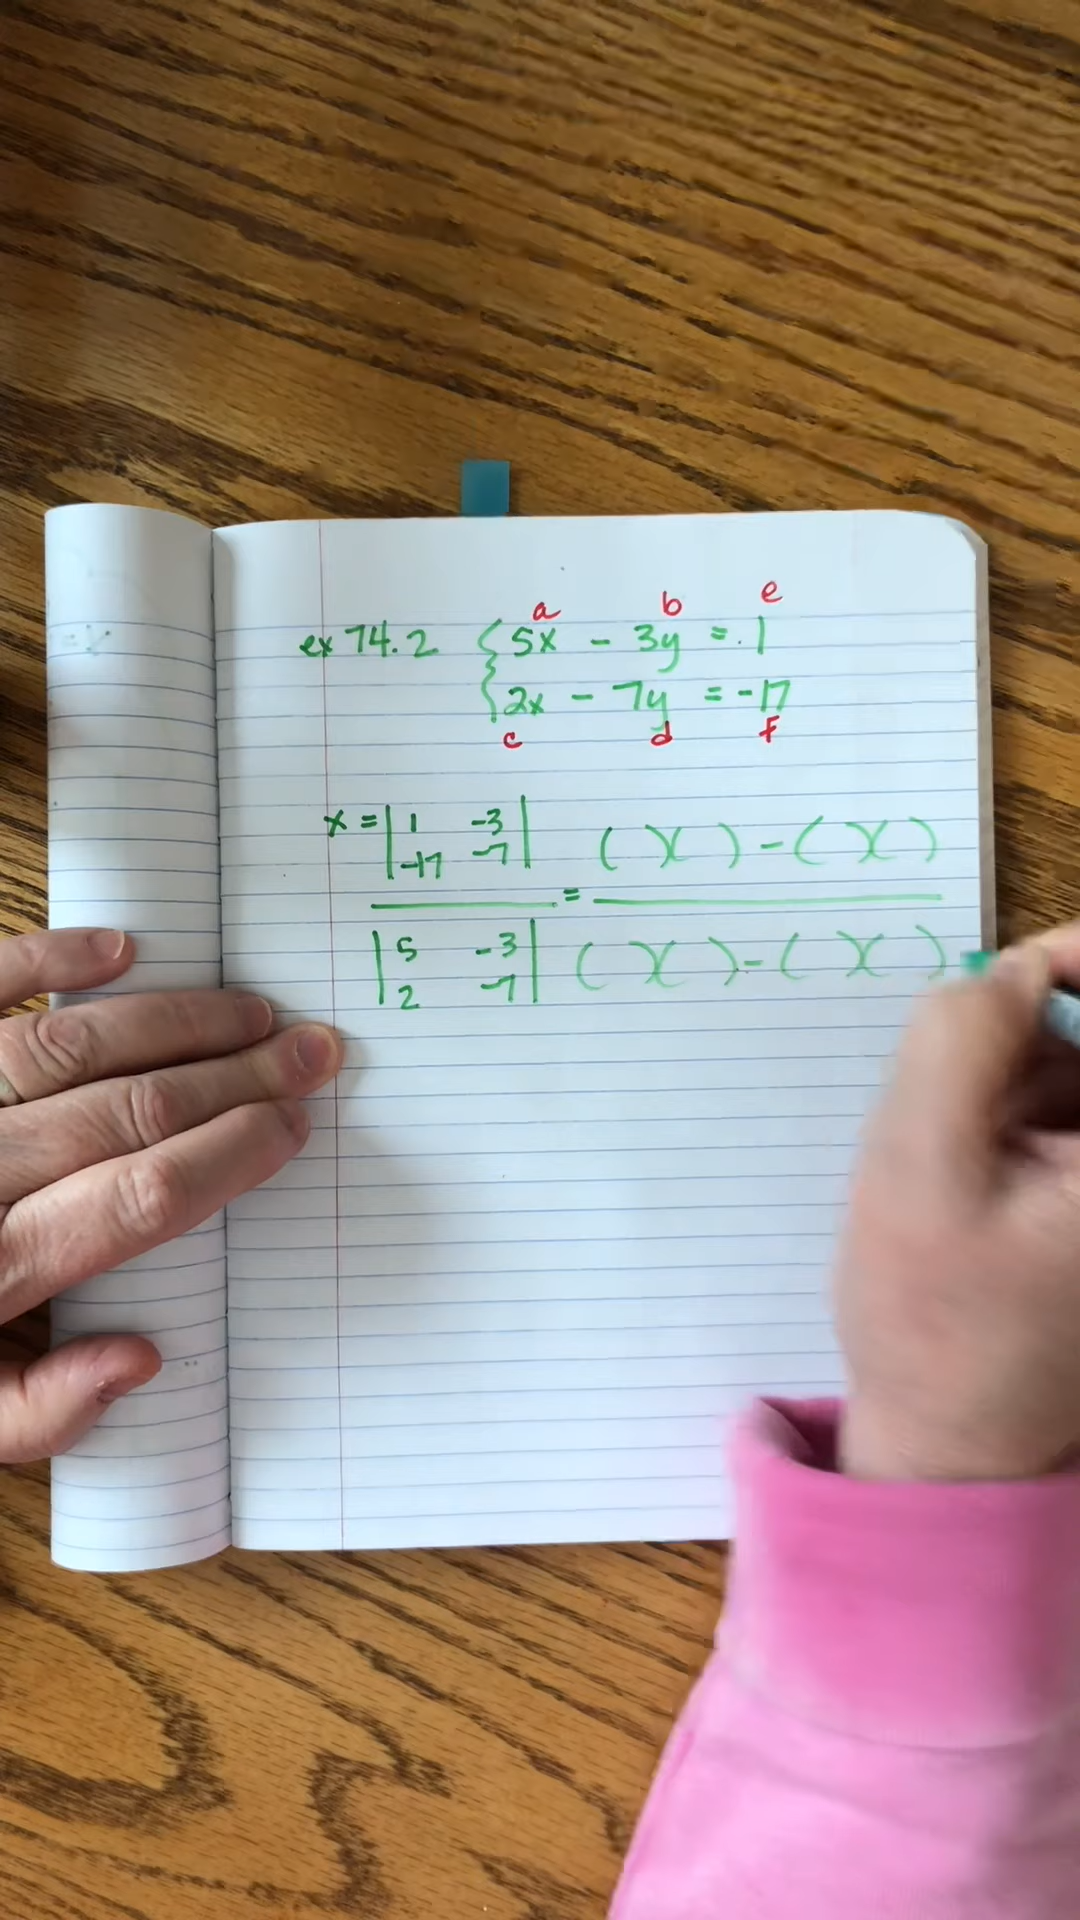 a b e
ex 74.2 { 5x - 3y = 1
2x - 7y = -17
c d f
x = | 1 -3 | ( )( ) - ( )( )
| -17 -7 |
=
| 5 -3 | ( )( ) - ( )( )
| 2 -7 |